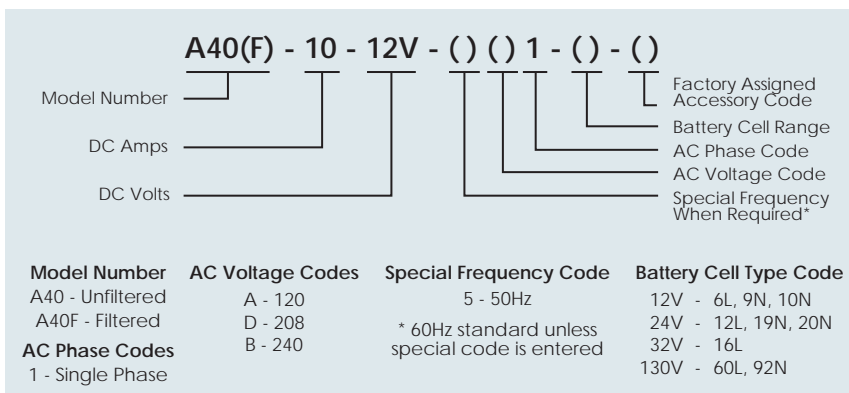 A40(F) - 10 - 12V - ( ) ( ) 1 - ( ) - ( )
Model Number
DC Amps
DC Volts
Factory Assigned
Accessory Code
Battery Cell Range
AC Phase Code
AC Voltage Code
Special Frequency
When Required*
Model Number
A40 - Unfiltered
A40F - Filtered
AC Phase Codes
1 - Single Phase
AC Voltage Codes
A - 120
D - 208
B - 240
Special Frequency Code
5 - 50Hz
* 60Hz standard unless
special code is entered
Battery Cell Type Code
12V - 6L, 9N, 10N
24V - 12L, 19N, 20N
32V - 16L
130V - 60L, 92N